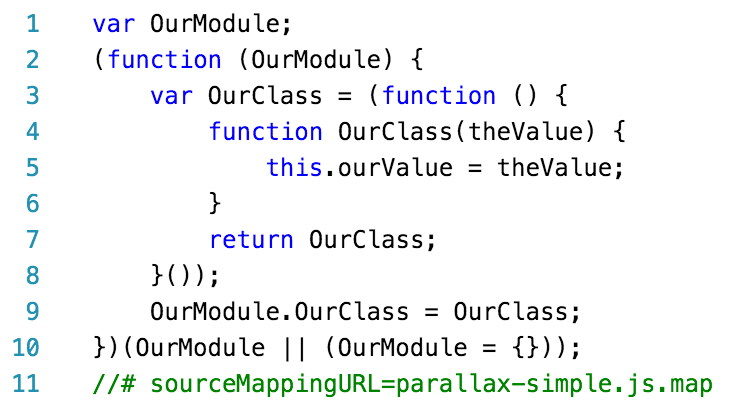 1 var OurModule;
2 (function (OurModule) {
3     var OurClass = (function () {
4         function OurClass(theValue) {
5             this.ourValue = theValue;
6         }
7         return OurClass;
8     }());
9     OurModule.OurClass = OurClass;
10 })(OurModule || (OurModule = {}));
11 //# sourceMappingURL=parallax-simple.js.map